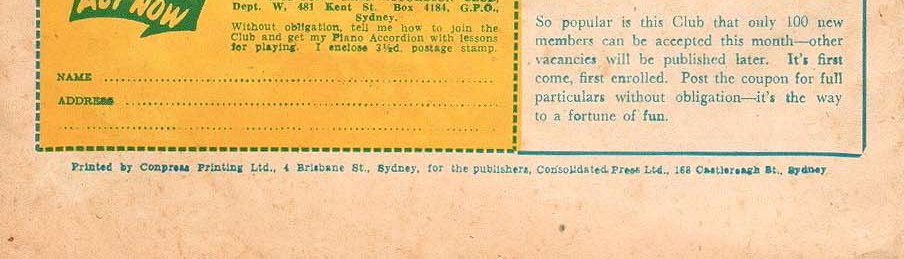 ACT NOW
Dept. W, 481 Kent St. Box 4184, G.P.O.,
Sydney.
Without obligation, tell me how to join the
Club and get my Piano Accordion with lessons
for playing. I enclose 3½d. postage stamp.
NAME
ADDRESS
So popular is this Club that only 100 new
members can be accepted this month—other
vacancies will be published later. It's first
come, first enrolled. Post the coupon for full
particulars without obligation—it's the way
to a fortune of fun.
Printed by Conpress Printing Ltd., 4 Brisbane St., Sydney, for the publishers, Consolidated Press Ltd., 168 Castlereagh St., Sydney